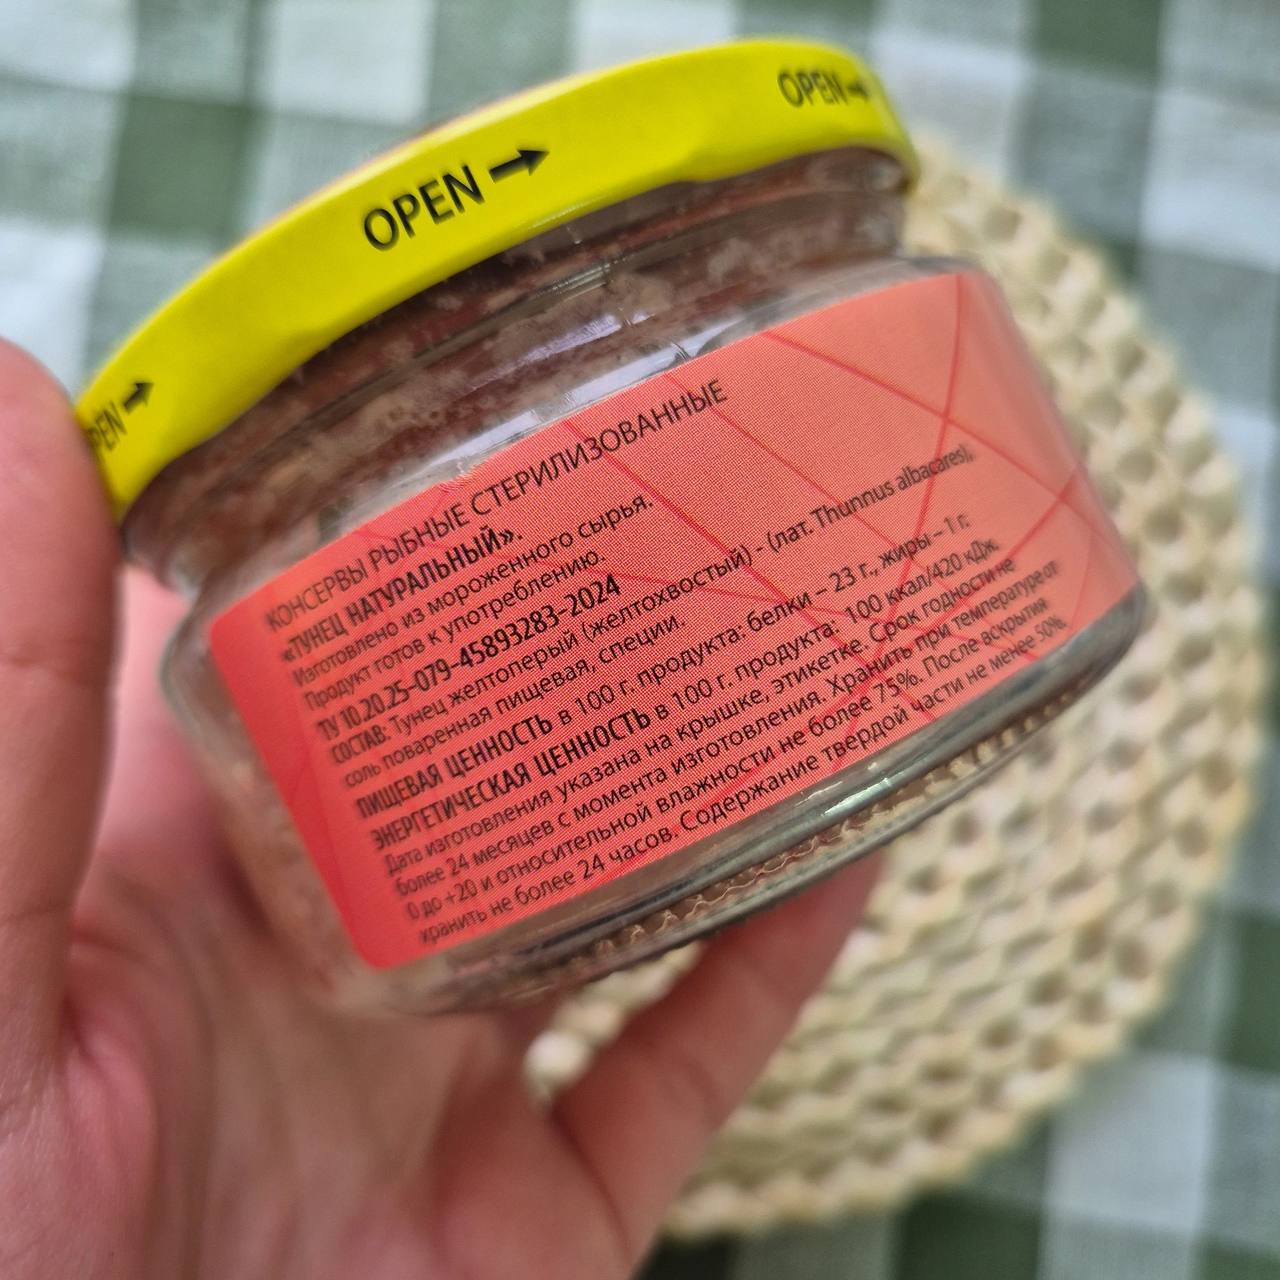 OPEN →
OPEN →
OPEN →
КОНСЕРВЫ РЫБНЫЕ СТЕРИЛИЗОВАННЫЕ
«ТУНЕЦ НАТУРАЛЬНЫЙ».
Изготовлено из мороженного сырья.
Продукт готов к употреблению.
ТУ 10.20.25-079-45893283-2024
СОСТАВ: Тунец желтоперый (желтохвостый) - (лат. Thunnus albacares),
соль поваренная пищевая, специи.
ПИЩЕВАЯ ЦЕННОСТЬ в 100 г. продукта: белки – 23 г., жиры – 1 г.
ЭНЕРГЕТИЧЕСКАЯ ЦЕННОСТЬ в 100 г. продукта: 100 ккал/420 кДж.
Дата изготовления указана на крышке, этикетке. Срок годности не
более 24 месяцев с момента изготовления. Хранить при температуре от
0 до +20 и относительной влажности не более 75%. После вскрытия
хранить не более 24 часов. Содержание твердой части не менее 50%